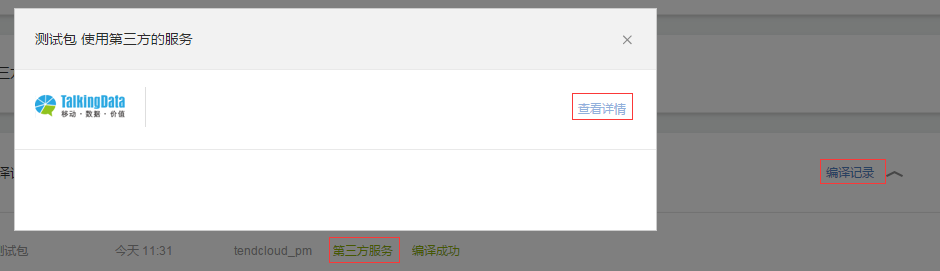 测试包 使用第三方的服务
×
TalkingData
移动·数据·价值
查看详情
编译记录
测试包 今天 11:31 tendcloud_pm 第三方服务 编译成功